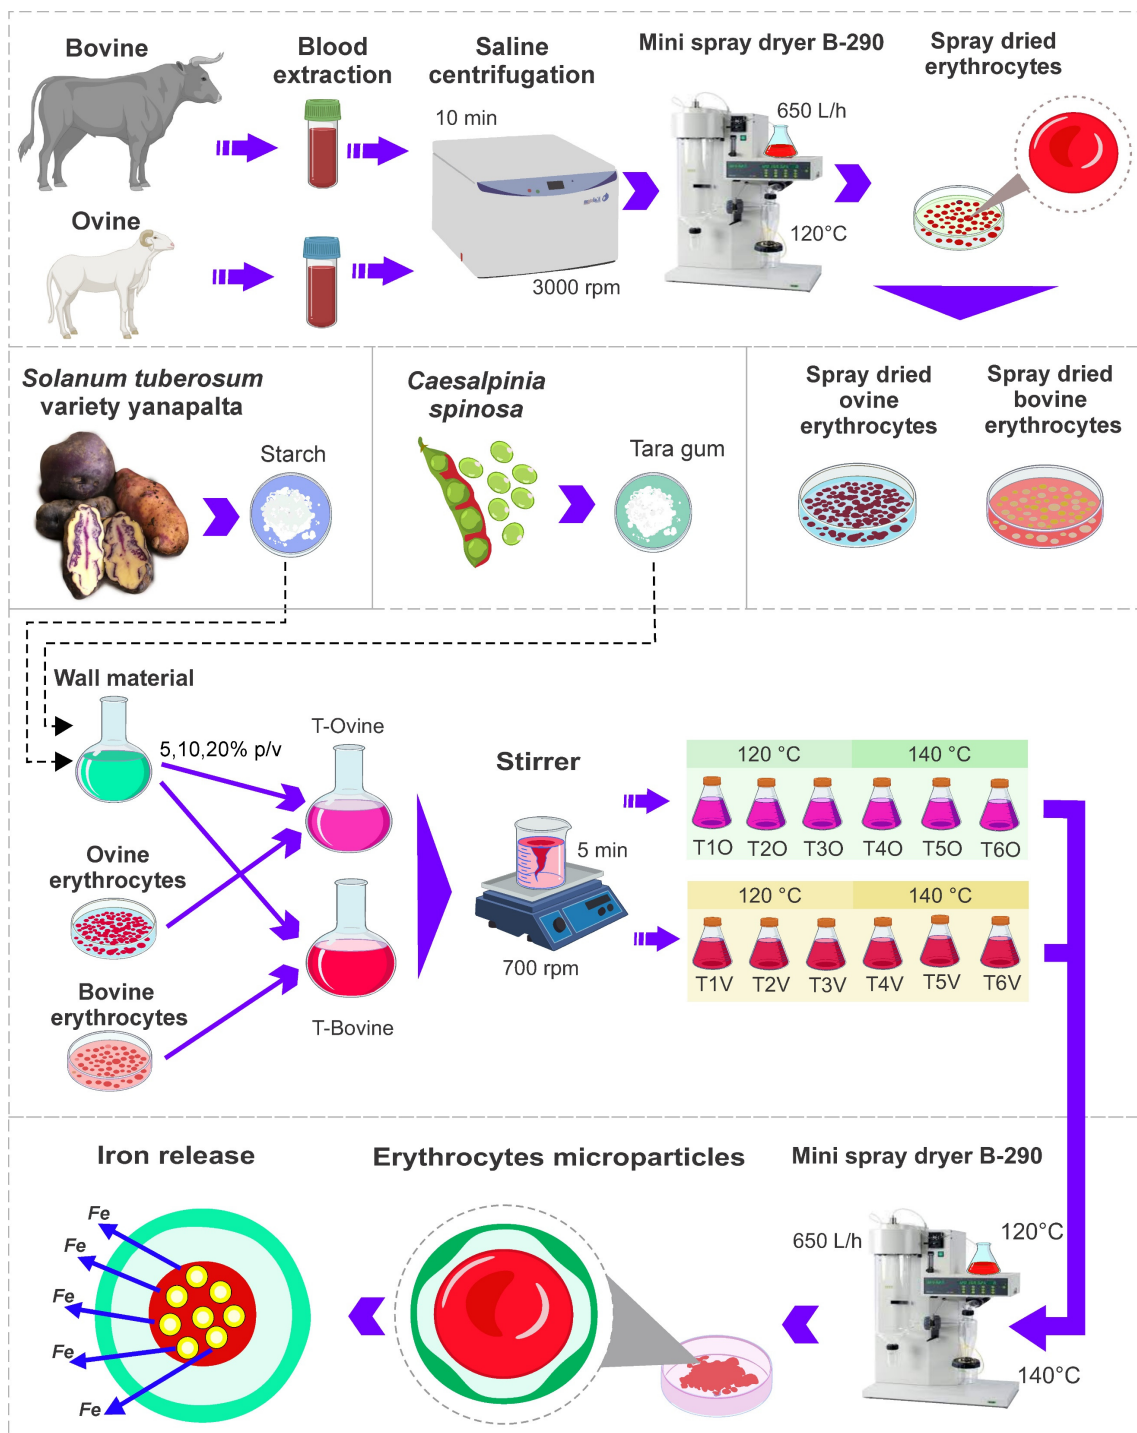 Bovine
Blood
extraction
Saline
centrifugation
Mini spray dryer B-290
Spray dried
erythrocytes
10 min
650 L/h
120°C
3000 rpm
Ovine
Solanum tuberosum
variety yanapalta
Starch
Caesalpinia
spinosa
Tara gum
Spray dried
ovine
erythrocytes
Spray dried
bovine
erythrocytes
Wall material
5,10,20% p/v
T-Ovine
Ovine
erythrocytes
Bovine
erythrocytes
T-Bovine
Stirrer
5 min
700 rpm
120 °C
140 °C
T1O T2O T3O T4O T5O T6O
120 °C
140 °C
T1V T2V T3V T4V T5V T6V
Iron release
Fe
Fe
Fe
Fe
Fe
Erythrocytes microparticles
Mini spray dryer B-290
650 L/h
120°C
140°C